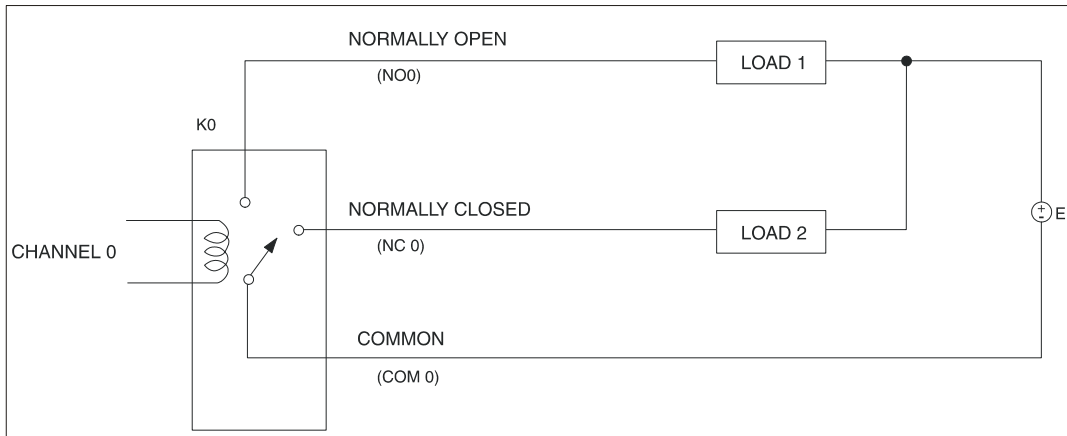 NORMALLY OPEN
(NO0)
LOAD 1
K0
NORMALLY CLOSED
(NC 0)
LOAD 2
+
-
E
CHANNEL 0
COMMON
(COM 0)